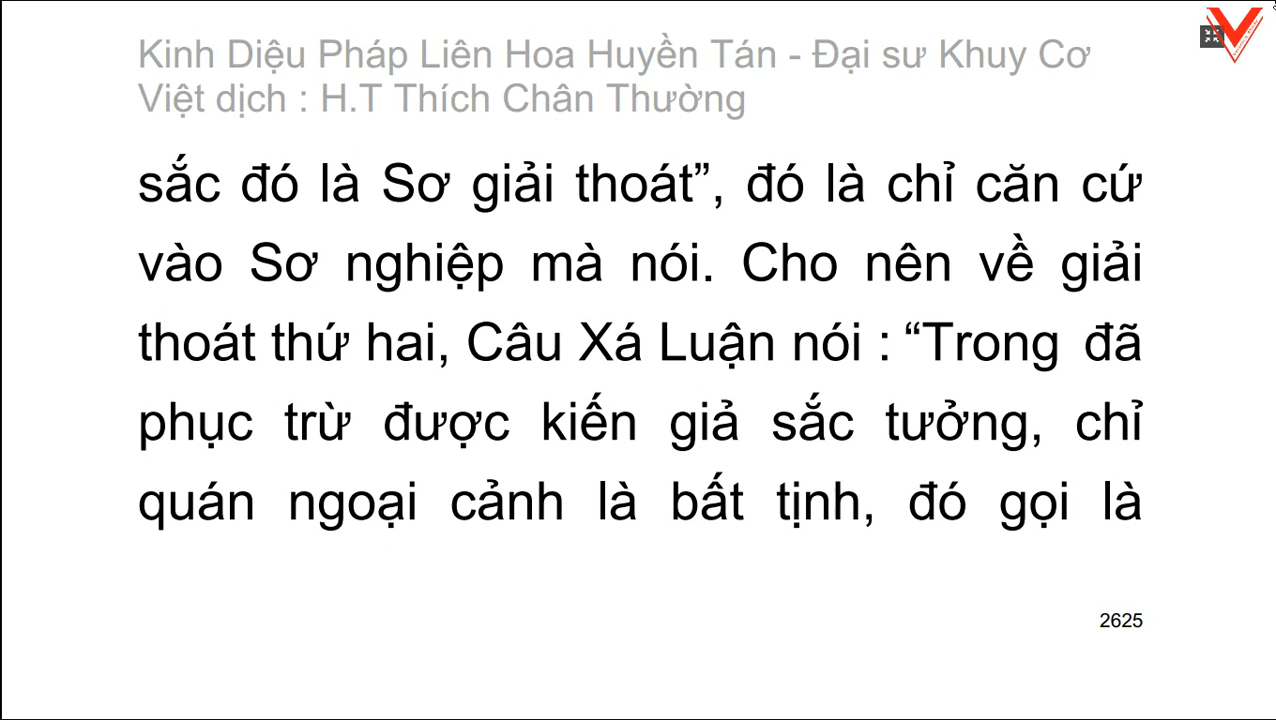 Kinh Diệu Pháp Liên Hoa Huyền Tán - Đại sư Khuy Cơ
Việt dịch : H.T Thích Chân Thường
sắc đó là Sơ giải thoát”, đó là chỉ căn cứ
vào Sơ nghiệp mà nói. Cho nên về giải
thoát thứ hai, Câu Xá Luận nói : “Trong đã
phục trừ được kiến giả sắc tưởng, chỉ
quán ngoại cảnh là bất tịnh, đó gọi là
2625